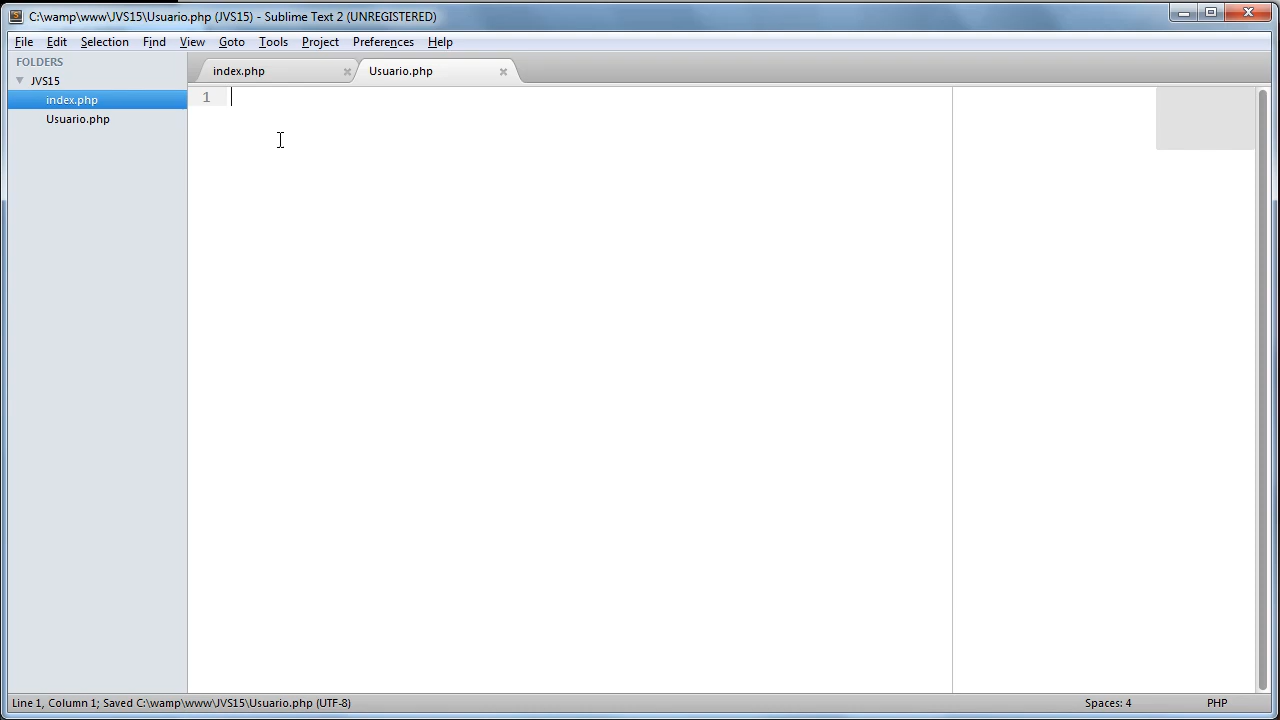 C:\wamp\www\JVS15\Usuario.php (JVS15) - Sublime Text 2 (UNREGISTERED)
File Edit Selection Find View Goto Tools Project Preferences Help
FOLDERS
JVS15
index.php
Usuario.php
index.php Usuario.php
1
Line 1, Column 1; Saved C:\wamp\www\JVS15\Usuario.php (UTF-8) Spaces: 4 PHP